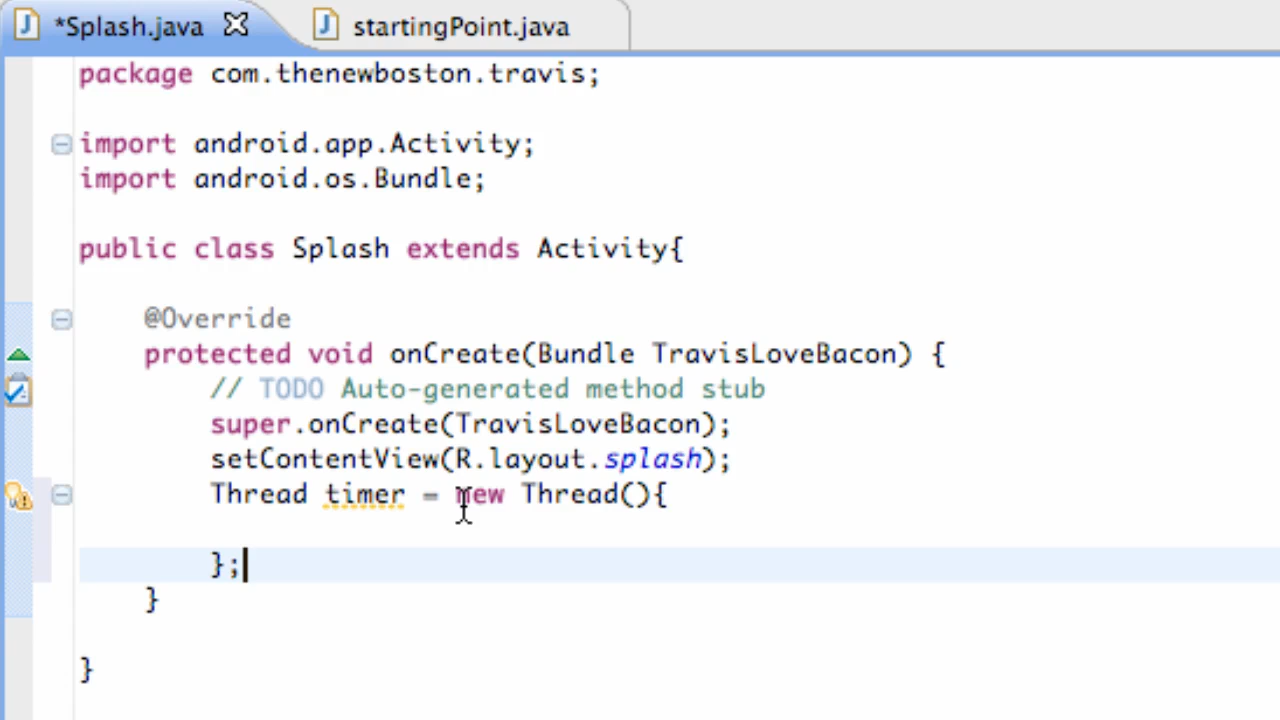 *Splash.java startingPoint.java
package com.thenewboston.travis;
import android.app.Activity;
import android.os.Bundle;
public class Splash extends Activity{
@Override
protected void onCreate(Bundle TravisLoveBacon) {
// TODO Auto-generated method stub
super.onCreate(TravisLoveBacon);
setContentView(R.layout.splash);
Thread timer = new Thread(){
};
}
}